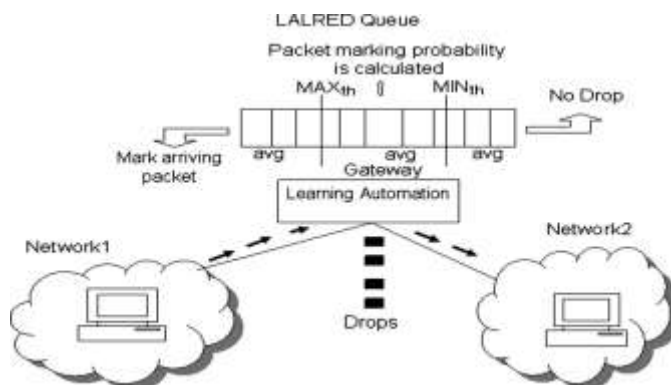 LALRED Queue
Packet marking probability
is calculated
MAXth
MINth
No Drop
Mark arriving
packet
avg
avg
avg
Gateway
Learning Automation
Network1
Network2
Drops